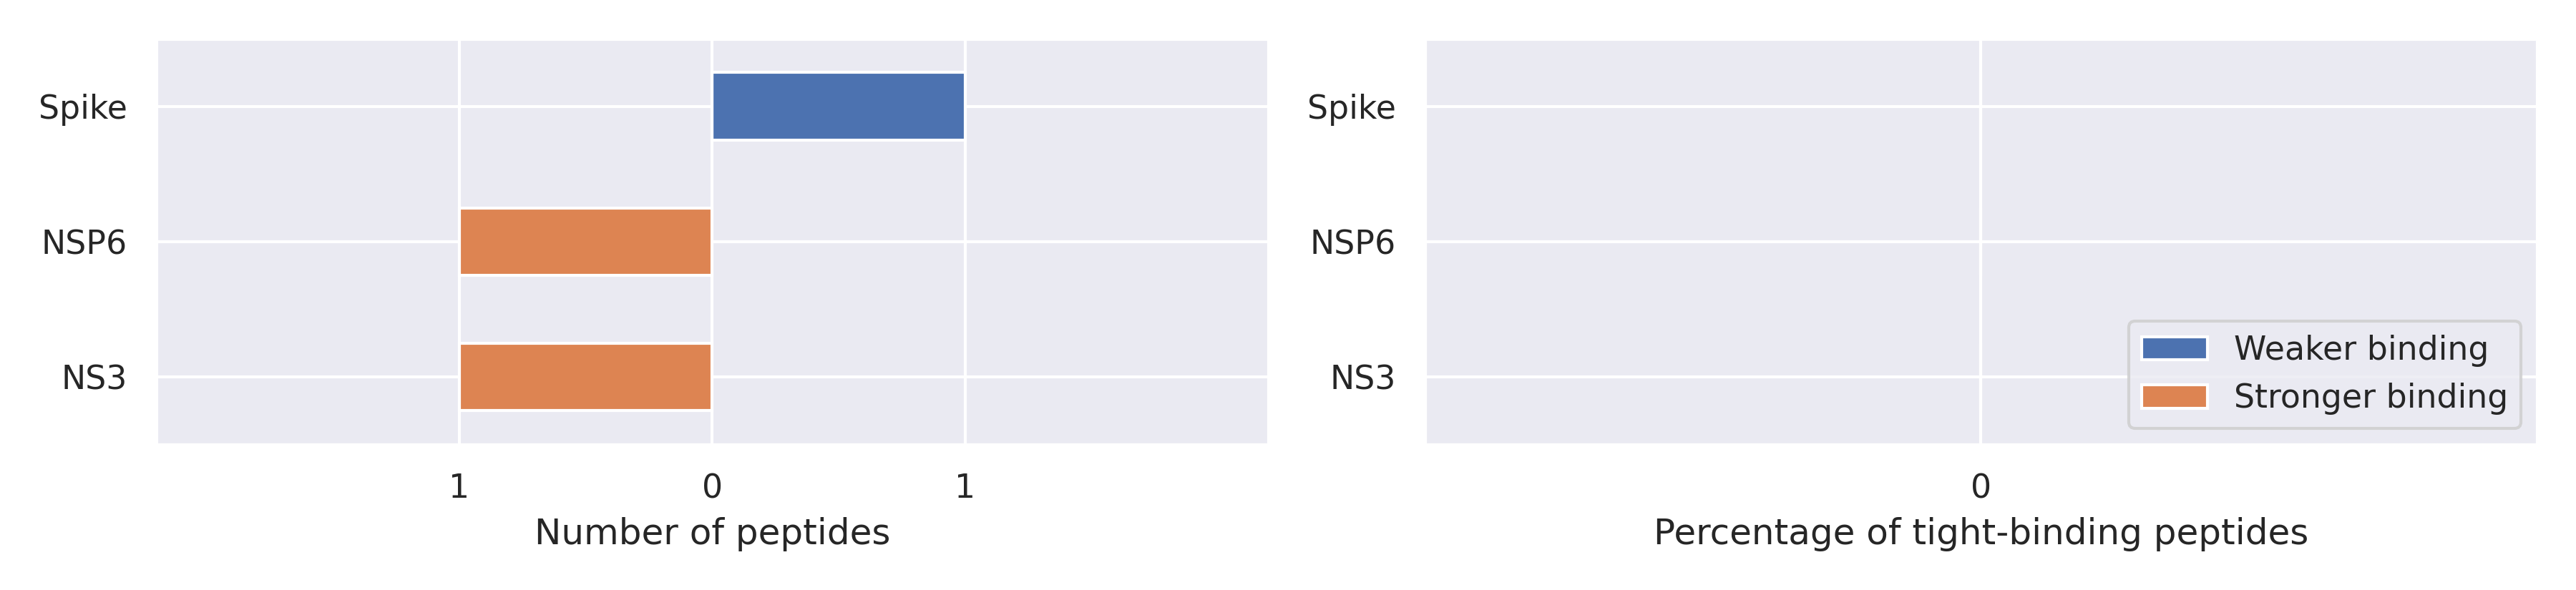 Spike
NSP6
NS3
1 0 1
Number of peptides
Spike
NSP6
NS3
Weaker binding
Stronger binding
0
Percentage of tight-binding peptides